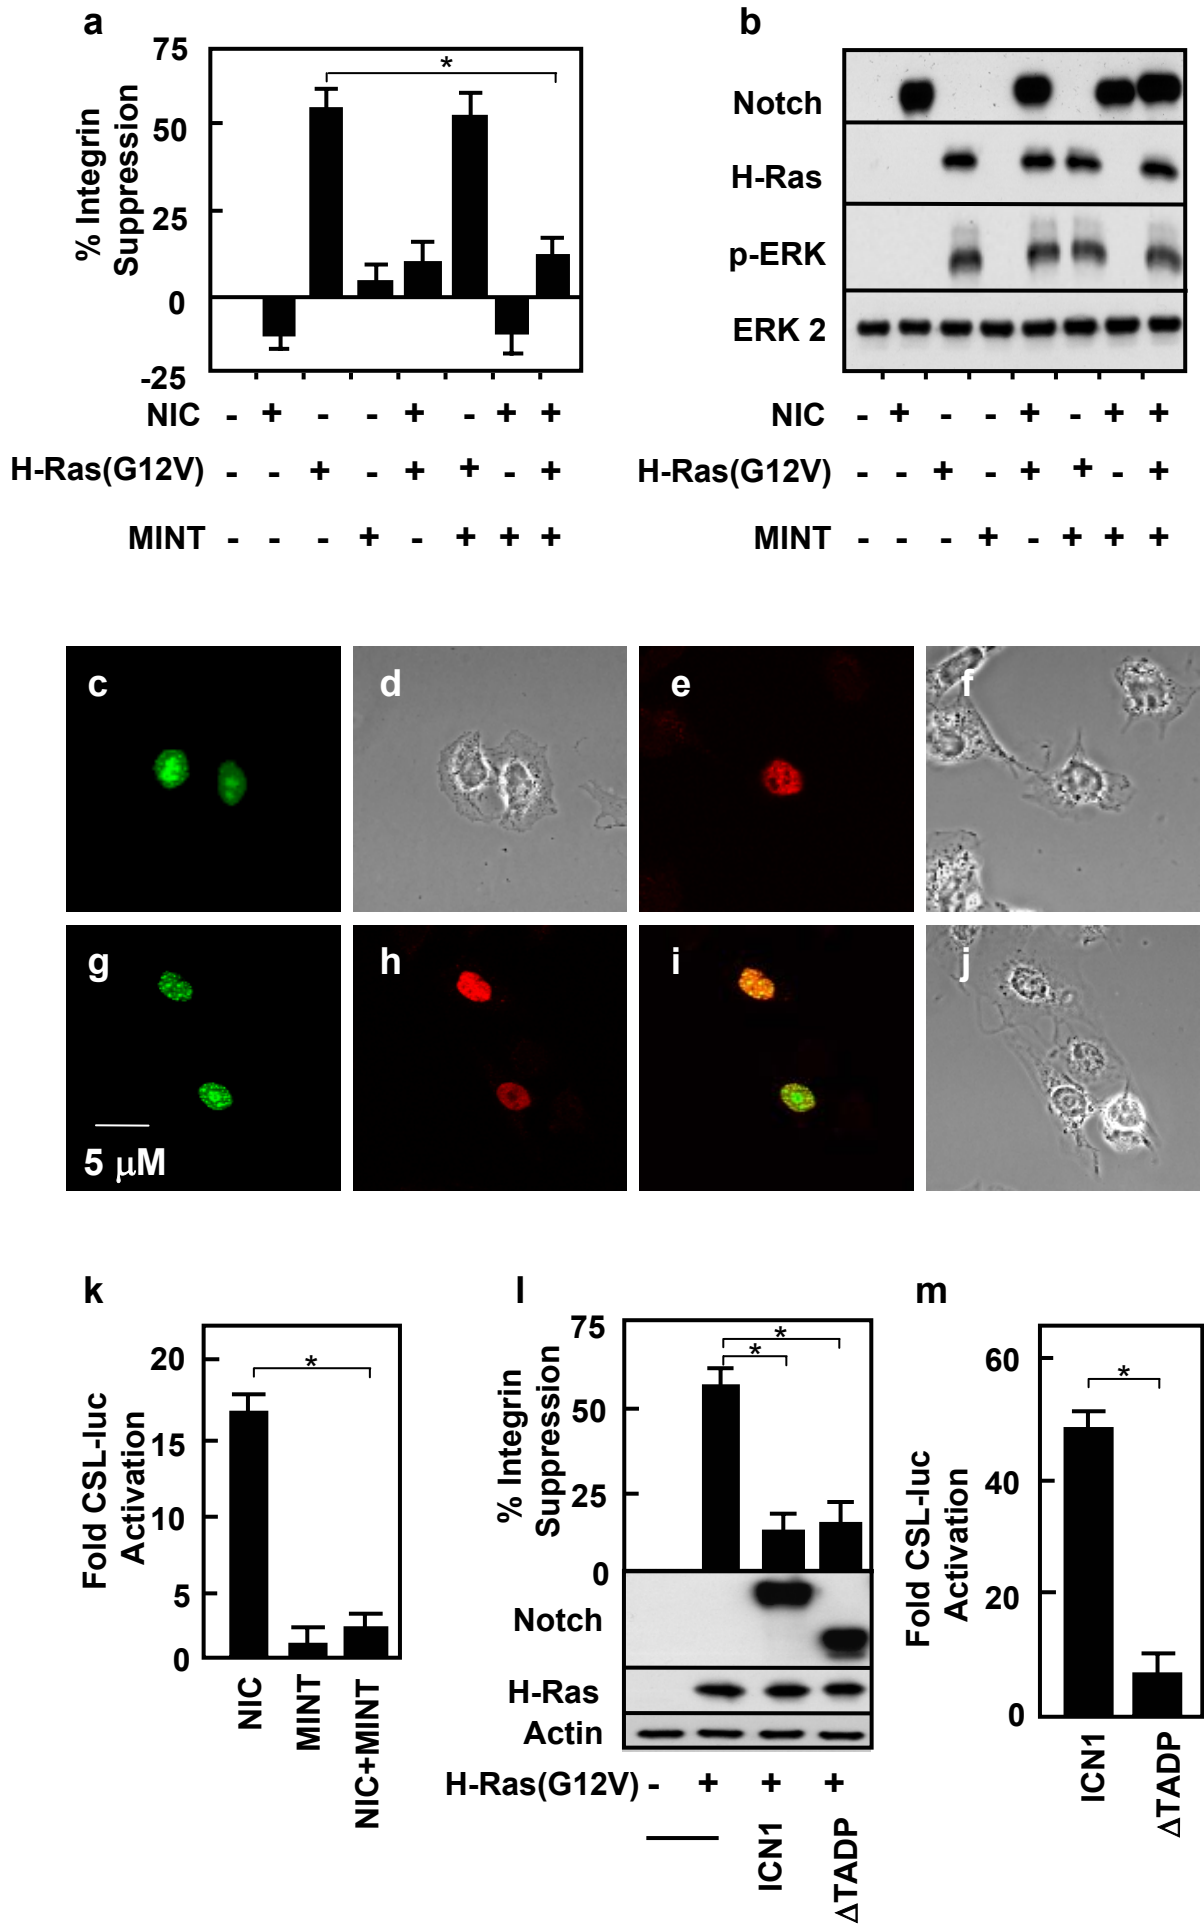 a
75
50
25
0
-25
% Integrin
Suppression
*
NIC - + - - + - + +
H-Ras(G12V) - - + - + + - +
MINT - - - + - + + +
b
Notch
H-Ras
p-ERK
ERK 2
NIC - + - - + - + +
H-Ras(G12V) - - + - + + - +
MINT - - - + - + + +
c
d
e
f
g
h
i
j
5 μM
k
20
15
10
5
0
Fold CSL-luc
Activation
*
NIC
MINT
NIC+MINT
l
75
50
25
0
% Integrin
Suppression
*
*
Notch
H-Ras
Actin
H-Ras(G12V) - + + +
ICN1
ΔTADP
m
60
40
20
0
Fold CSL-luc
Activation
*
ICN1
ΔTADP